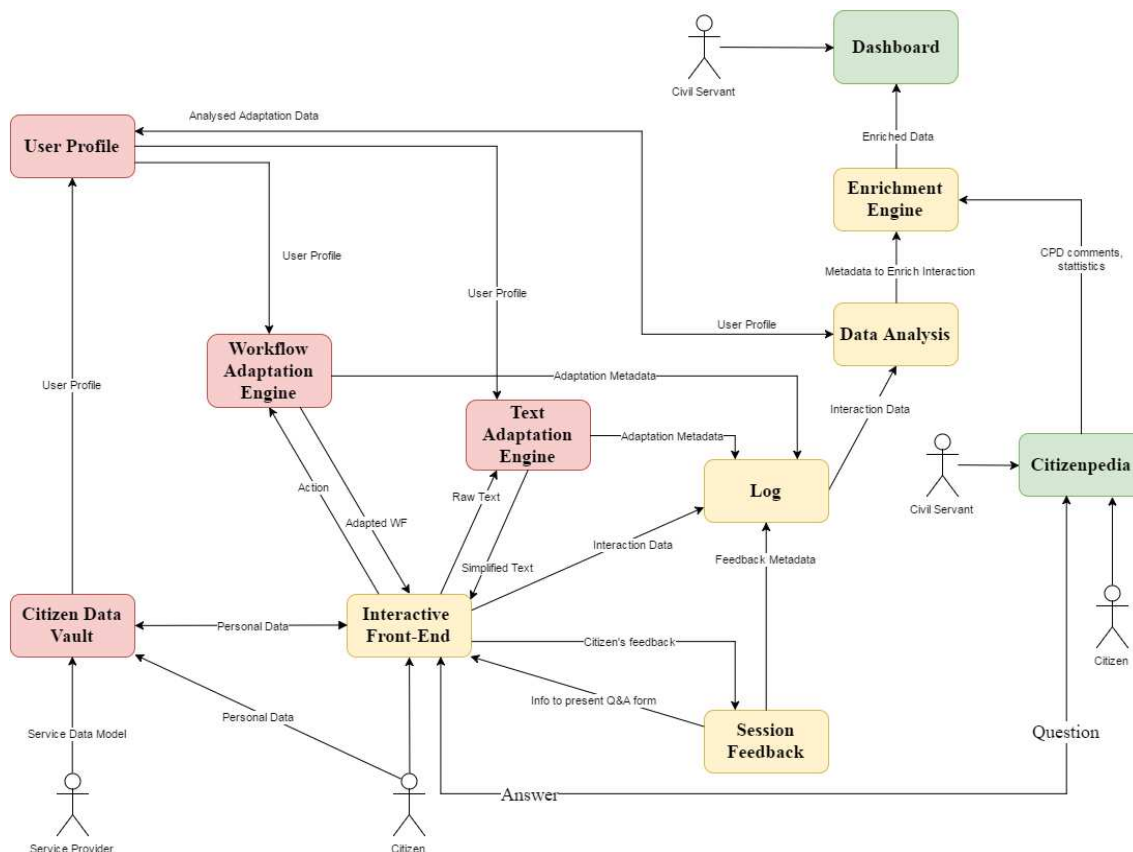 Dashboard
Civil Servant
Analysed Adaptation Data
User Profile
Enriched Data
Enrichment
Engine
User Profile
CPD comments,
stattistics
Metadata to Enrich Interaction
User Profile
User Profile
Data Analysis
Workflow
Adaptation
Engine
Adaptation Metadata
User Profile
Interaction Data
Text
Adaptation
Engine
Adaptation Metadata
Citizenpedia
Action
Raw Text
Log
Civil Servant
Adapted WF
Interaction Data
Feedback Metadata
Simplified Text
Citizen Data
Vault
Personal Data
Interactive
Front-End
Citizen's feedback
Citizen
Info to present Q&A form
Personal Data
Session
Feedback
Service Data Model
Question
Answer
Service Provider
Citizen